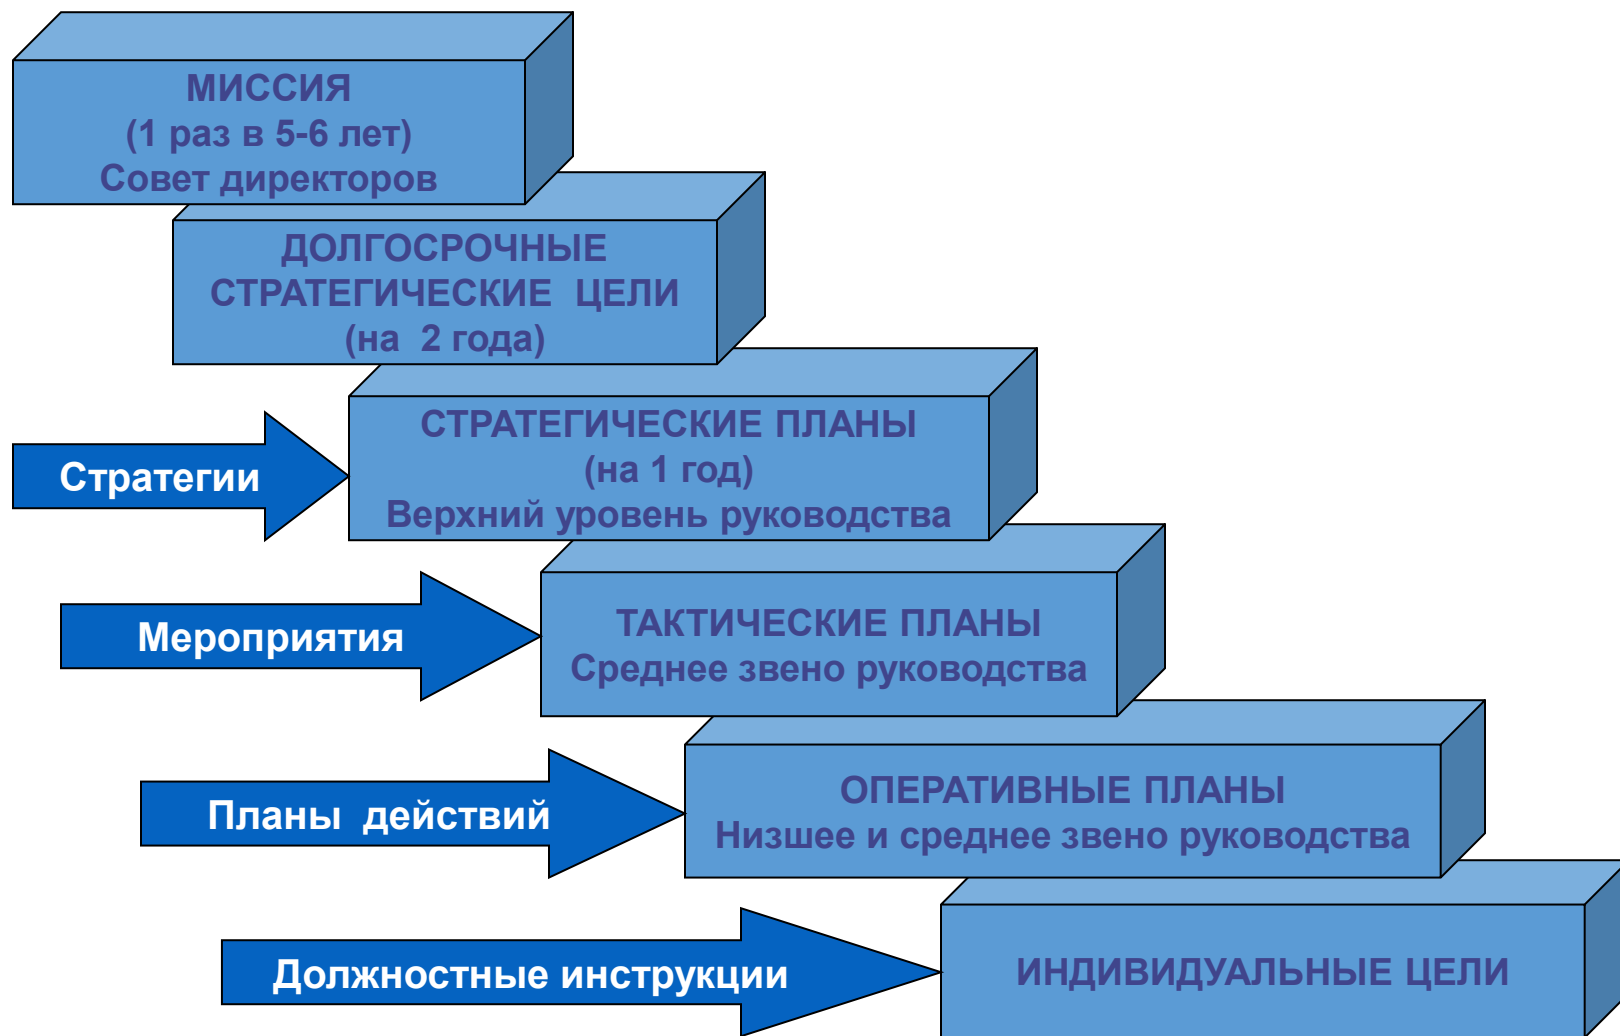 МИССИЯ
(1 раз в 5-6 лет)
Совет директоров
ДОЛГОСРОЧНЫЕ
СТРАТЕГИЧЕСКИЕ ЦЕЛИ
(на 2 года)
СТРАТЕГИЧЕСКИЕ ПЛАНЫ
(на 1 год)
Верхний уровень руководства
Стратегии
ТАКТИЧЕСКИЕ ПЛАНЫ
Среднее звено руководства
Мероприятия
ОПЕРАТИВНЫЕ ПЛАНЫ
Низшее и среднее звено руководства
Планы действий
ИНДИВИДУАЛЬНЫЕ ЦЕЛИ
Должностные инструкции